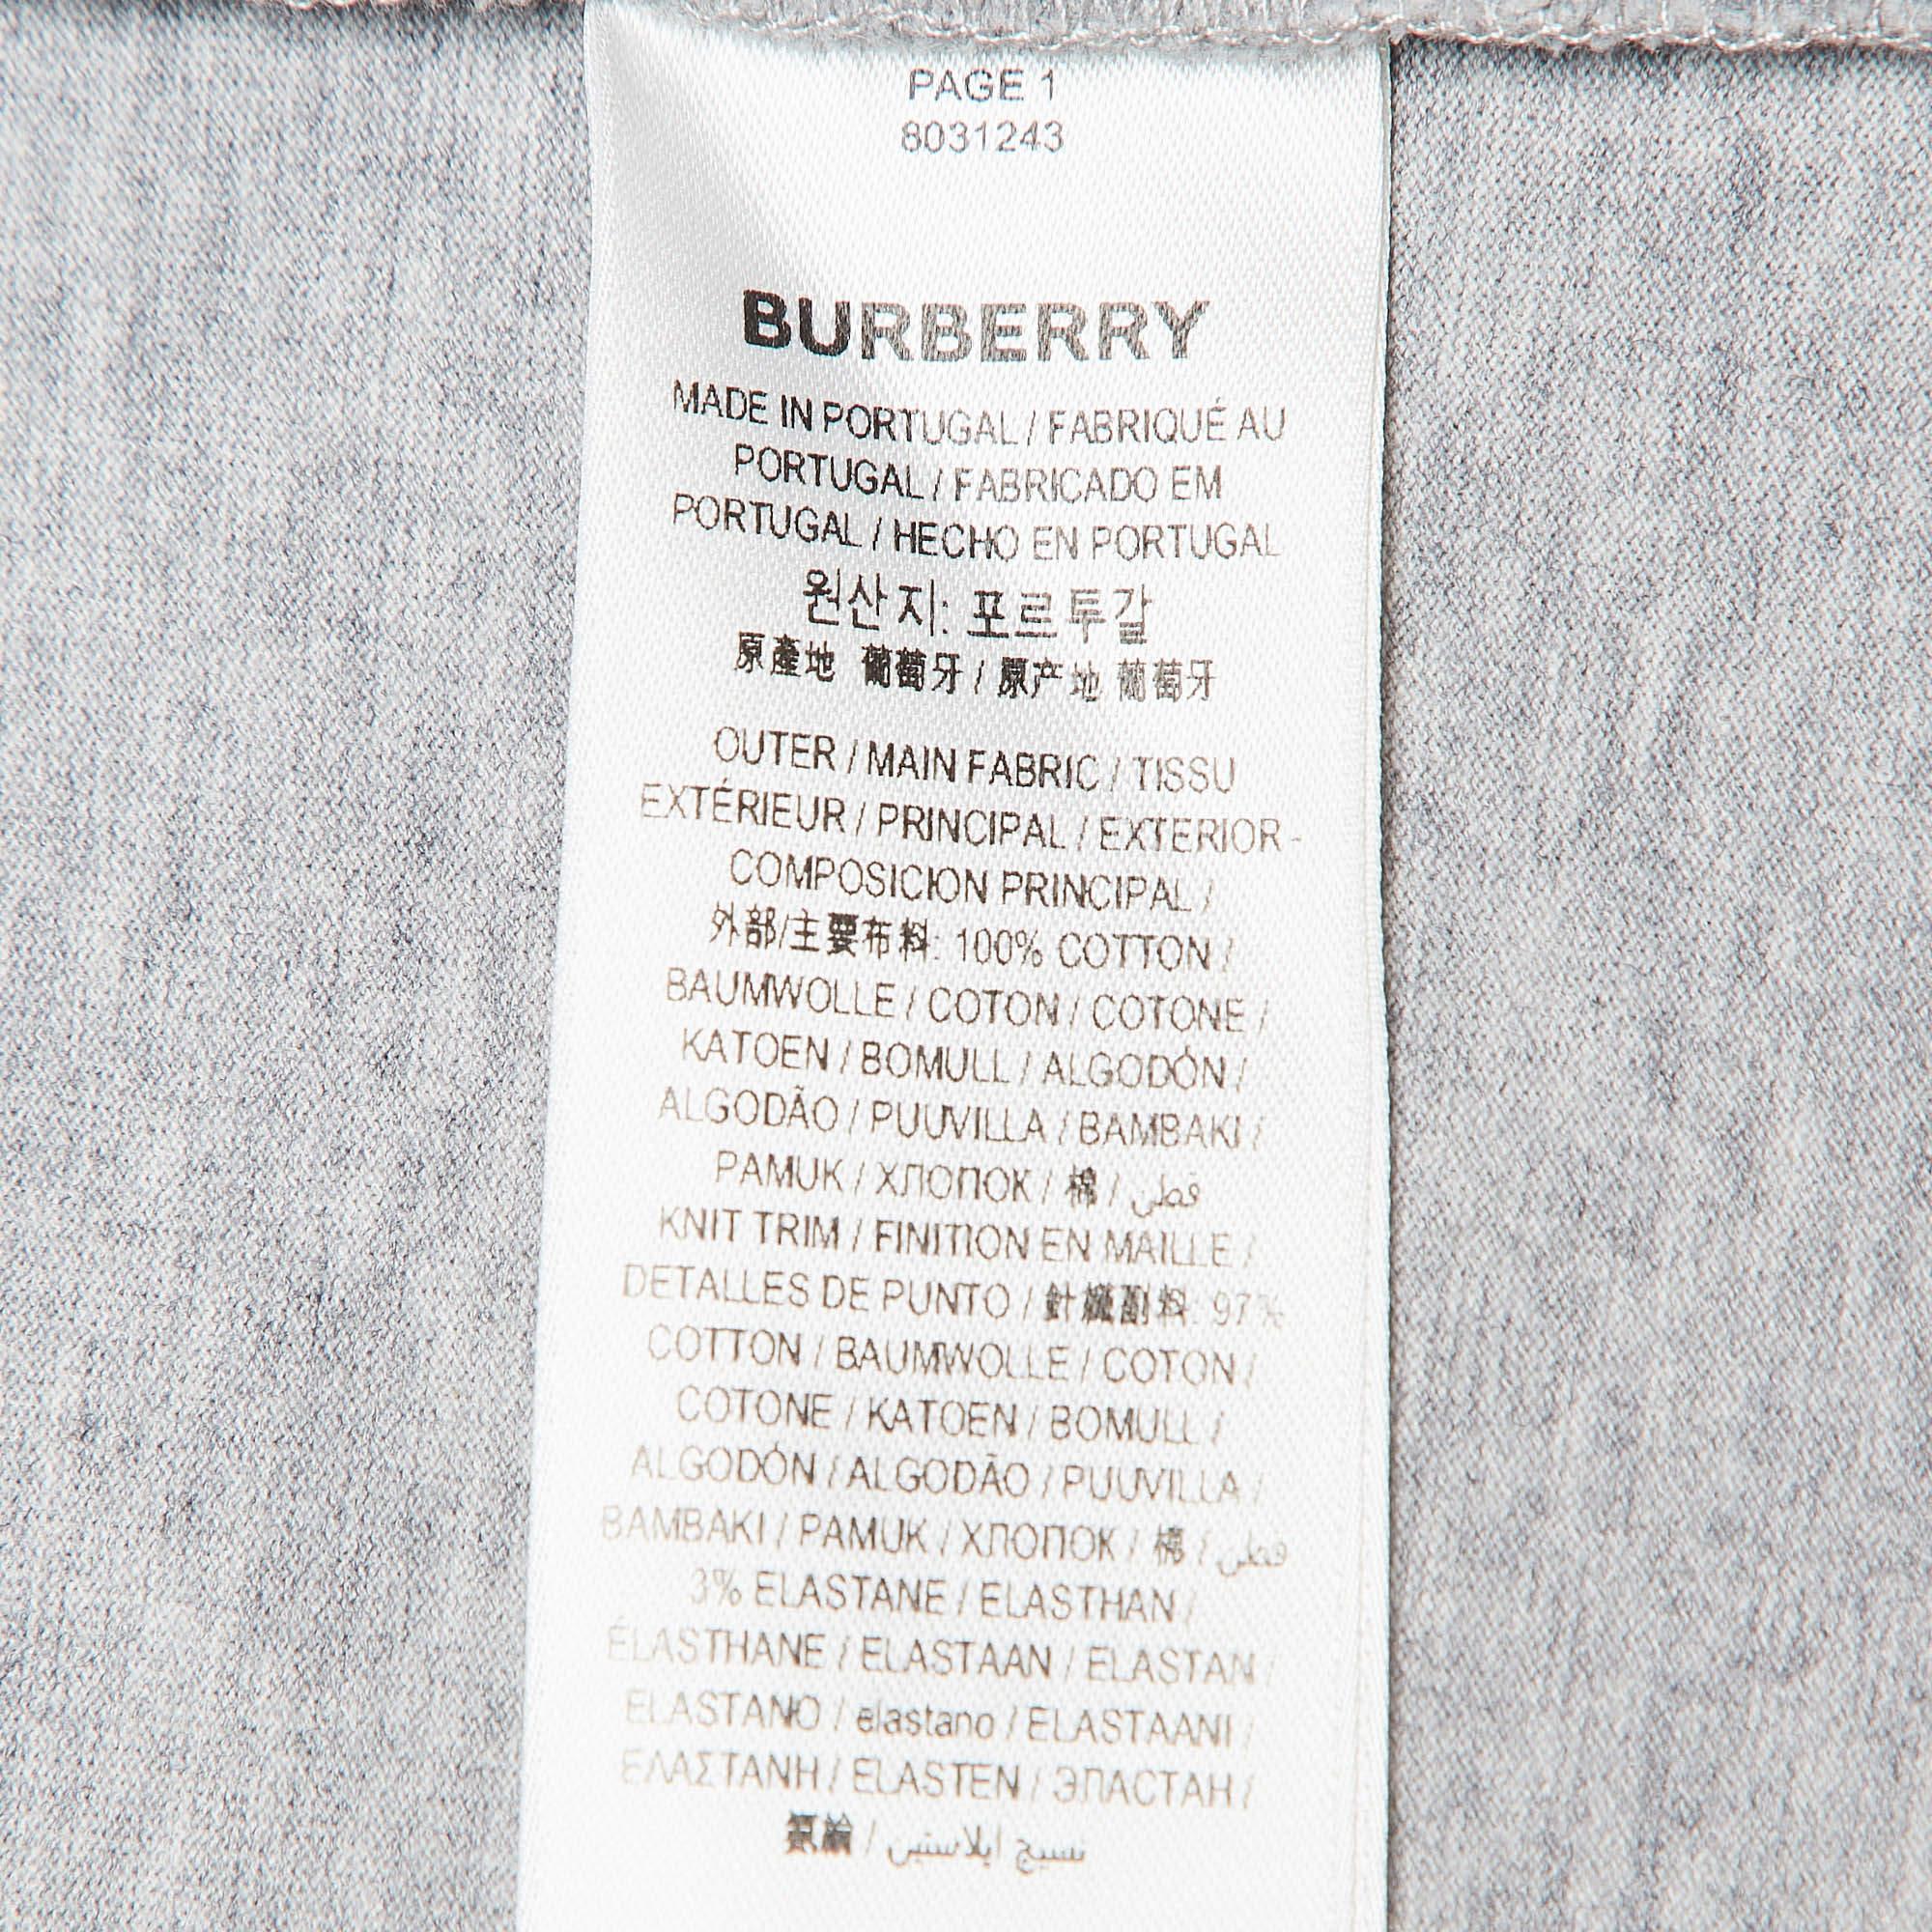 PAGE 1
8031243
BURBERRY
MADE IN PORTUGAL / FABRIQUÉ AU
PORTUGAL / FABRICADO EM
PORTUGAL / HECHO EN PORTUGAL
원산지: 포르투갈
原產地 葡萄牙 / 原产地 葡萄牙
OUTER / MAIN FABRIC / TISSU
EXTÉRIEUR / PRINCIPAL / EXTERIOR -
COMPOSICION PRINCIPAL /
外部/主要布料: 100% COTTON /
BAUMWOLLE / COTON / COTONE /
KATOEN / BOMULL / ALGODÓN /
ALGODÃO / PUUVILLA / BAMBAKI /
PAMUK / ХЛОПОК / 棉 / قطن
KNIT TRIM / FINITION EN MAILLE /
DETALLES DE PUNTO / 針織副料: 97%
COTTON / BAUMWOLLE / COTON /
COTONE / KATOEN / BOMULL /
ALGODÓN / ALGODÃO / PUUVILLA /
BAMBAKI / PAMUK / ХЛОПОК / 棉 / قطن
3% ELASTANE / ELASTHAN /
ÉLASTHANE / ELASTAAN / ELASTAN /
ELASTANO / elastano / ELASTAANI /
ΕΛΑΣΤΑΝΗ / ELASTEN / ЭЛАСТАН /
氨綸 / نسيج ايلاستين